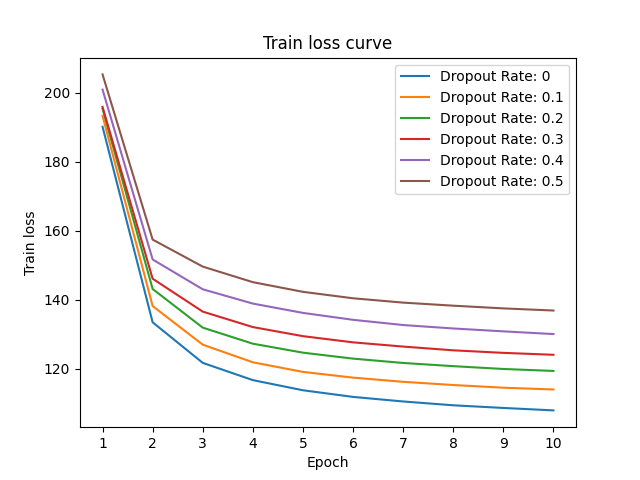 Train loss curve
Dropout Rate: 0
Dropout Rate: 0.1
Dropout Rate: 0.2
Dropout Rate: 0.3
Dropout Rate: 0.4
Dropout Rate: 0.5
Train loss
200
180
160
140
120
1 2 3 4 5 6 7 8 9 10
Epoch